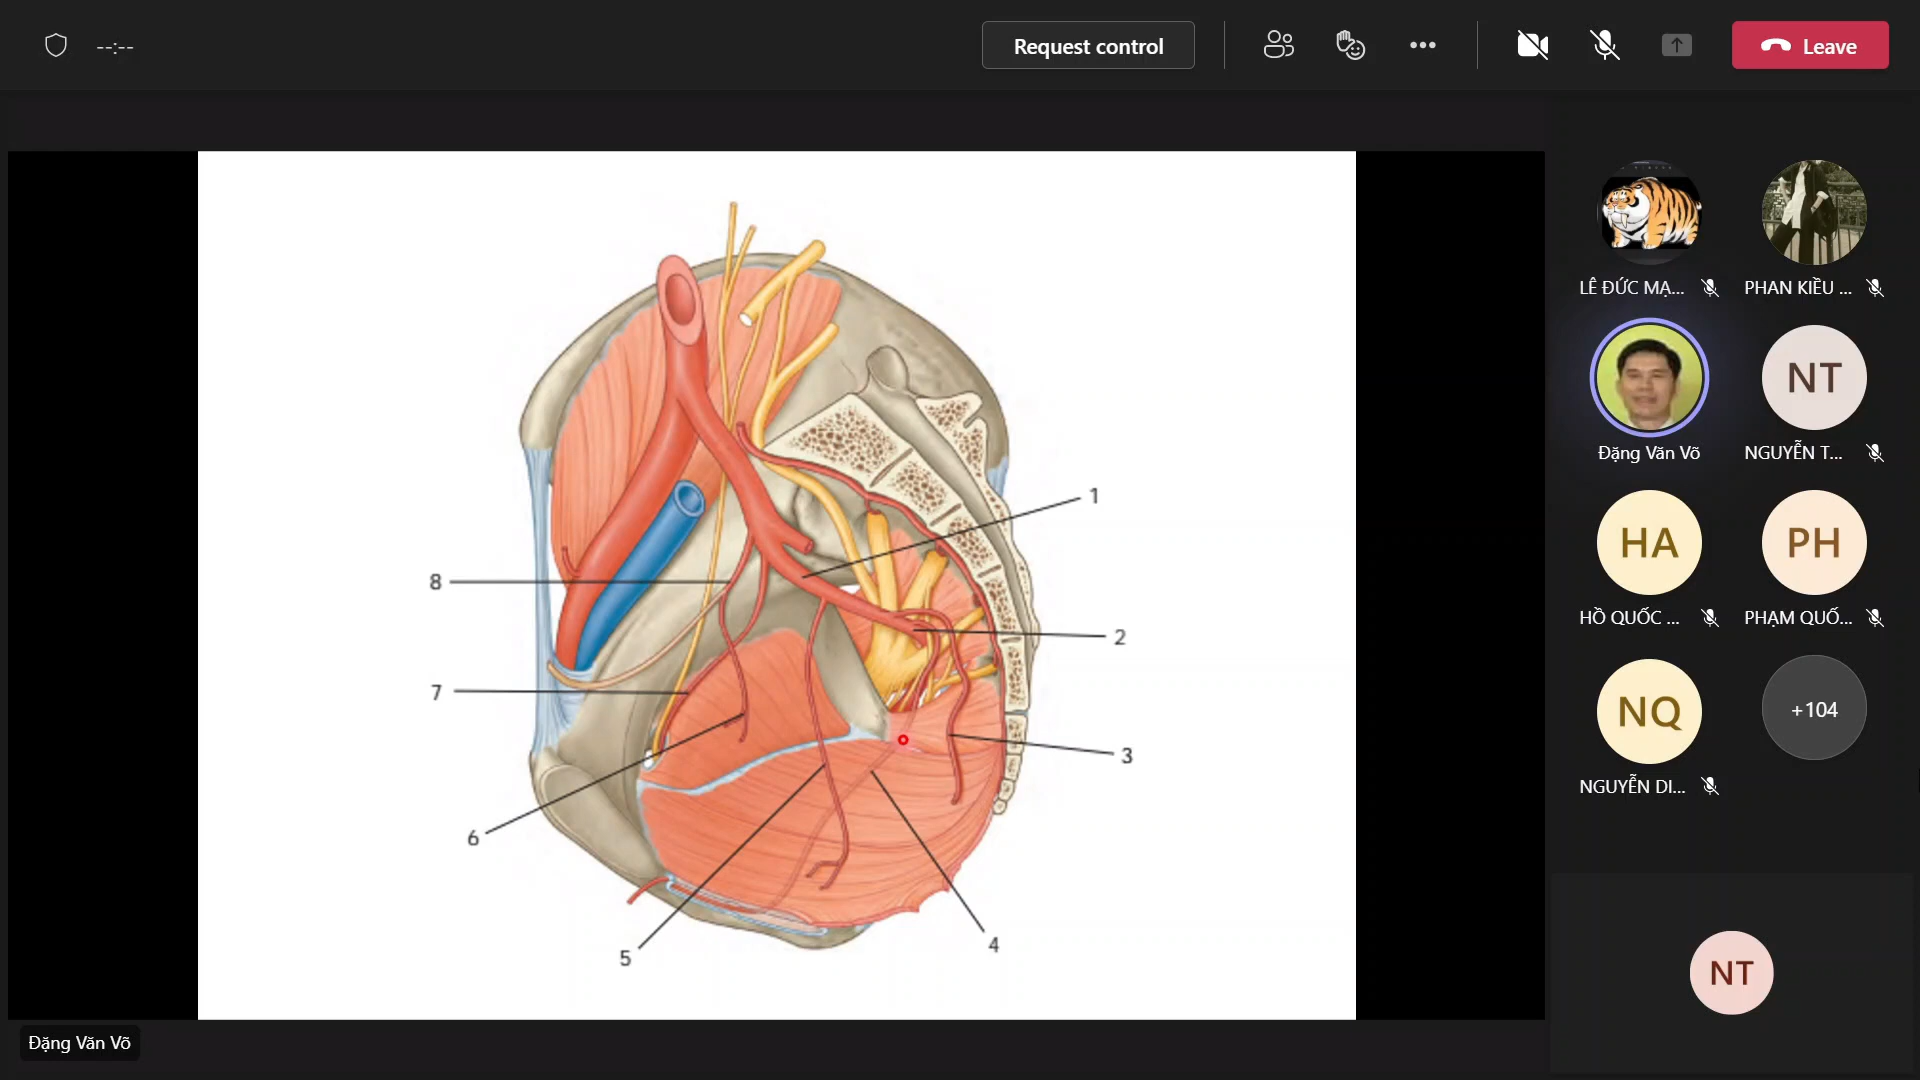 --:--
Request control
Leave
LÊ ĐỨC MẠ...
PHAN KIỀU ...
Đặng Văn Võ
NT
NGUYỄN T...
HA
HỒ QUỐC ...
PH
PHẠM QUỐ...
NQ
NGUYỄN DI...
+104
NT
1
2
3
4
5
6
7
8
Đặng Văn Võ